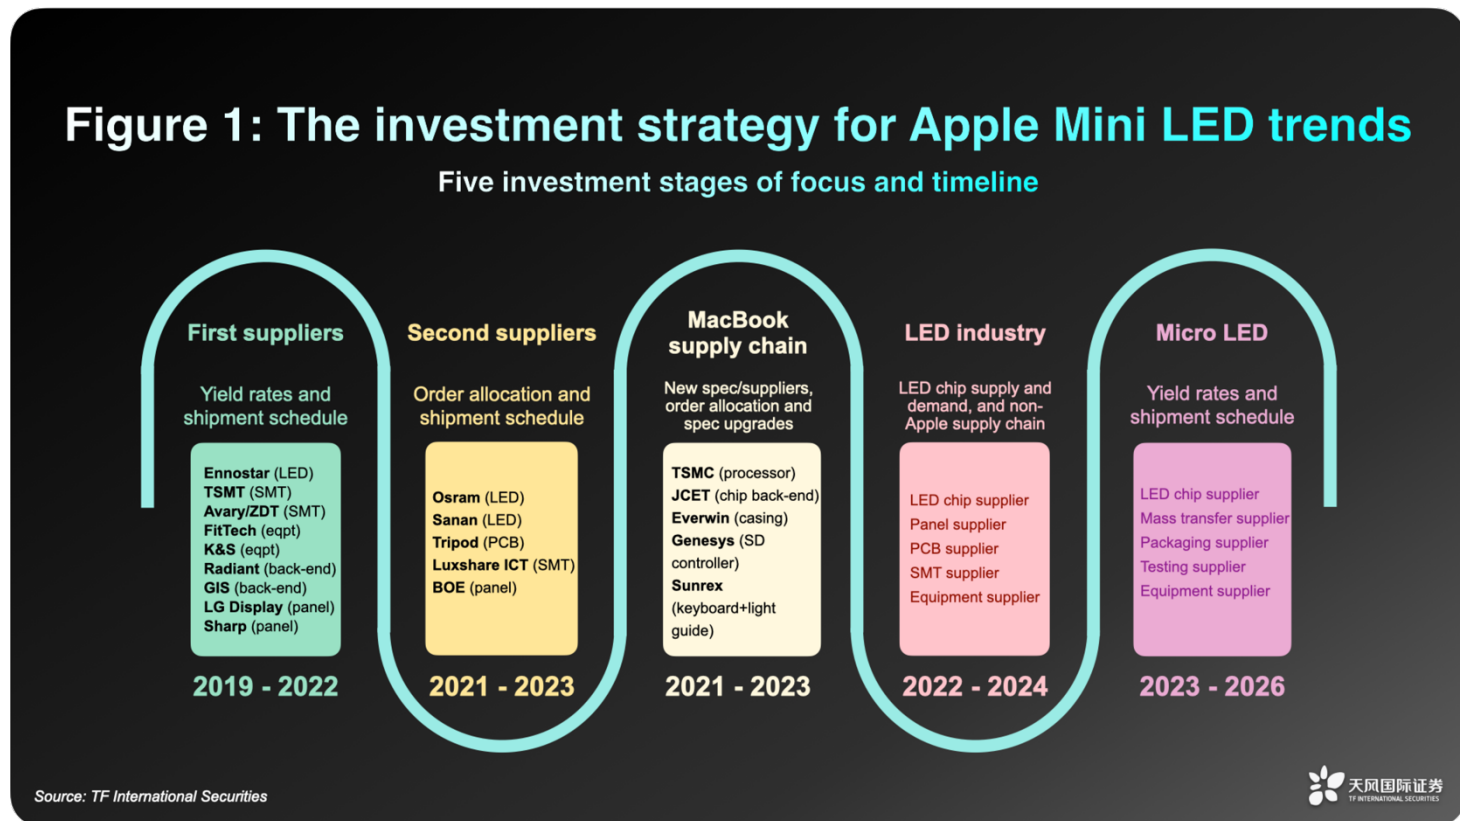 Figure 1: The investment strategy for Apple Mini LED trends
Five investment stages of focus and timeline
First suppliers
Yield rates and
shipment schedule
Ennostar (LED)
TSMT (SMT)
Avary/ZDT (SMT)
FitTech (eqpt)
K&S (eqpt)
Radiant (back-end)
GIS (back-end)
LG Display (panel)
Sharp (panel)
2019 - 2022
Second suppliers
Order allocation and
shipment schedule
Osram (LED)
Sanan (LED)
Tripod (PCB)
Luxshare ICT (SMT)
BOE (panel)
2021 - 2023
MacBook
supply chain
New spec/suppliers,
order allocation and
spec upgrades
TSMC (processor)
JCET (chip back-end)
Everwin (casing)
Genesys (SD
controller)
Sunrex
(keyboard+light
guide)
2021 - 2023
LED industry
LED chip supply and
demand, and non-
Apple supply chain
LED chip supplier
Panel supplier
PCB supplier
SMT supplier
Equipment supplier
2022 - 2024
Micro LED
Yield rates and
shipment schedule
LED chip supplier
Mass transfer supplier
Packaging supplier
Testing supplier
Equipment supplier
2023 - 2026
Source: TF International Securities
天风国际证券
TF INTERNATIONAL SECURITIES